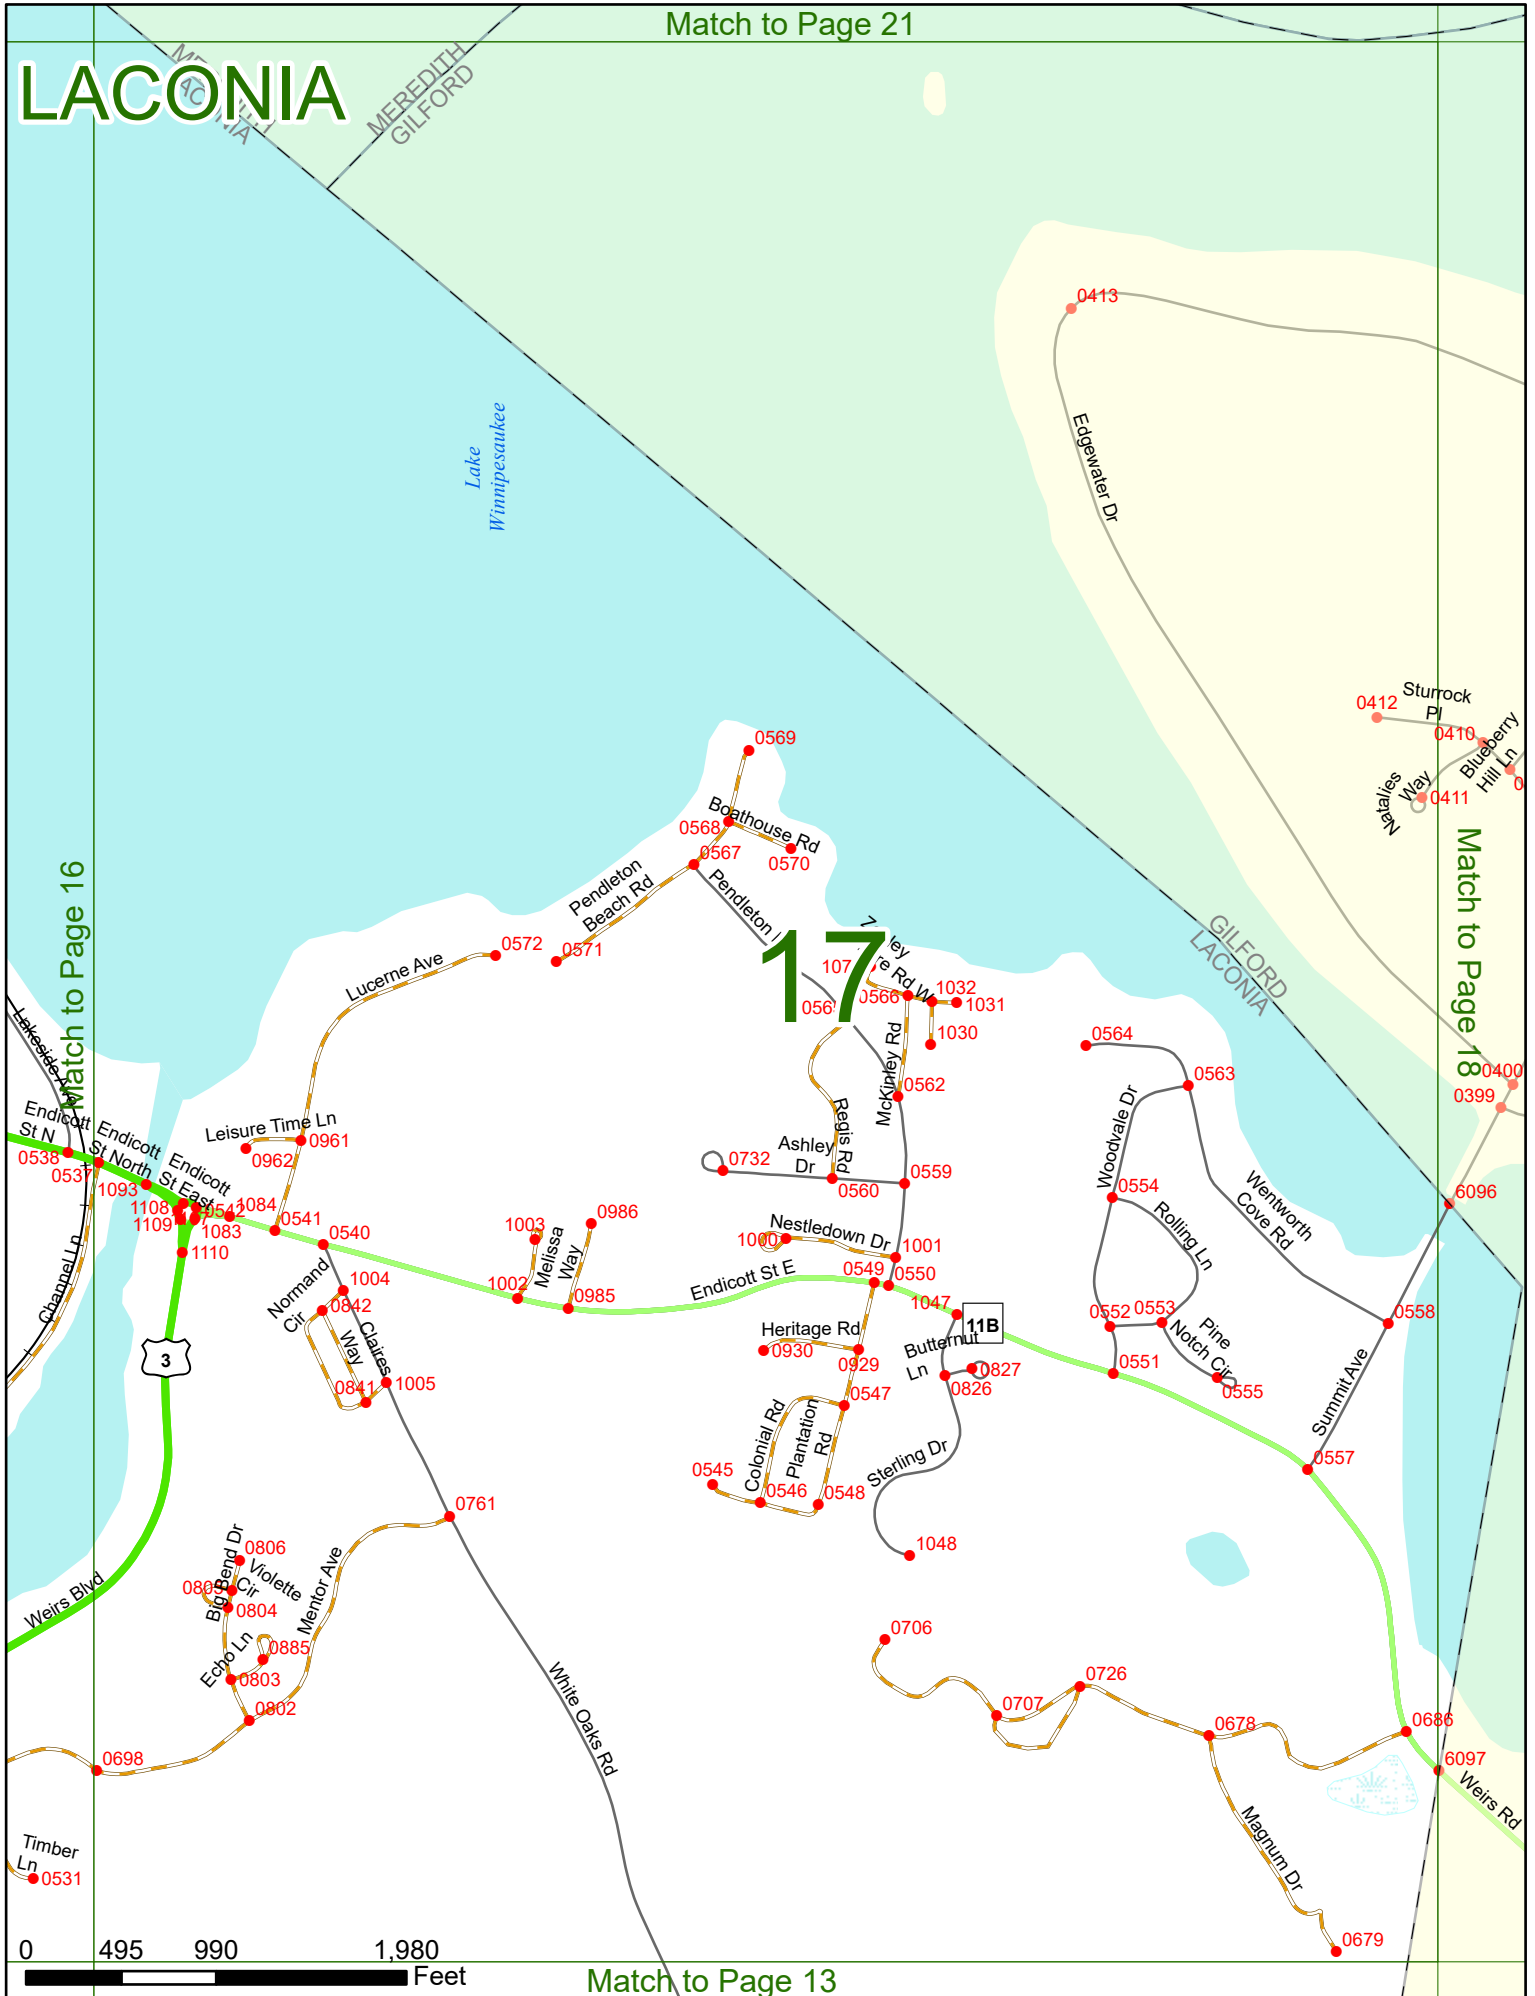 Match to Page 21
LACONIA
MEREDITH
GILFORD
0413
Edgewater Dr
Lake
Winnipesaukee
0412
Sturrock
Pl
0410
Blueberry
Hill Ln
Natalies
Way
0411
0569
Boathouse Rd
0568
0570
0567
Pendleton
Beach Rd
Pendleton
0571
0572
Lucerne Ave
17
Match to Page 16
Match to Page 18
GILFORD
LACONIA
Rd W
0566
1032
1031
1030
McKinley Rd
0562
0564
0563
0400
0399
Lakeside Ave
Endicott
St N
Endicott
St North
Endicott
St East
0538
0537
1093
1108
1109
1110
0542
1083
1084
Leisure Time Ln
0961
0962
0541
0540
Regis Rd
Ashley
Dr
0732
0560
0559
Woodvale Dr
0554
Rolling Ln
Wentworth
Cove Rd
6096
1003
Melissa
Way
0986
1000
Nestledown Dr
1001
0549
0550
Endicott St E
1002
0985
1047
11B
Channel Ln
Normand
Cir
1004
0842
Way
Claires
0841
1005
3
Heritage Rd
0930
0929
Butternut
Ln
0827
0826
0552
0553
Pine
Notch Cir
0551
0555
0558
Summit Ave
0557
0547
Colonial Rd
Plantation
Rd
0545
0546
0548
Sterling Dr
1048
0761
Weirs Blvd
Big Bend Dr
0806
Violette
Cir
0805
0804
Mentor Ave
Echo Ln
0885
0803
0802
0698
White Oaks Rd
0706
0707
0726
0678
0686
6097
Weirs Rd
Magnum Dr
0679
Timber
Ln
0531
0 495 990 1,980
Feet
Match to Page 13